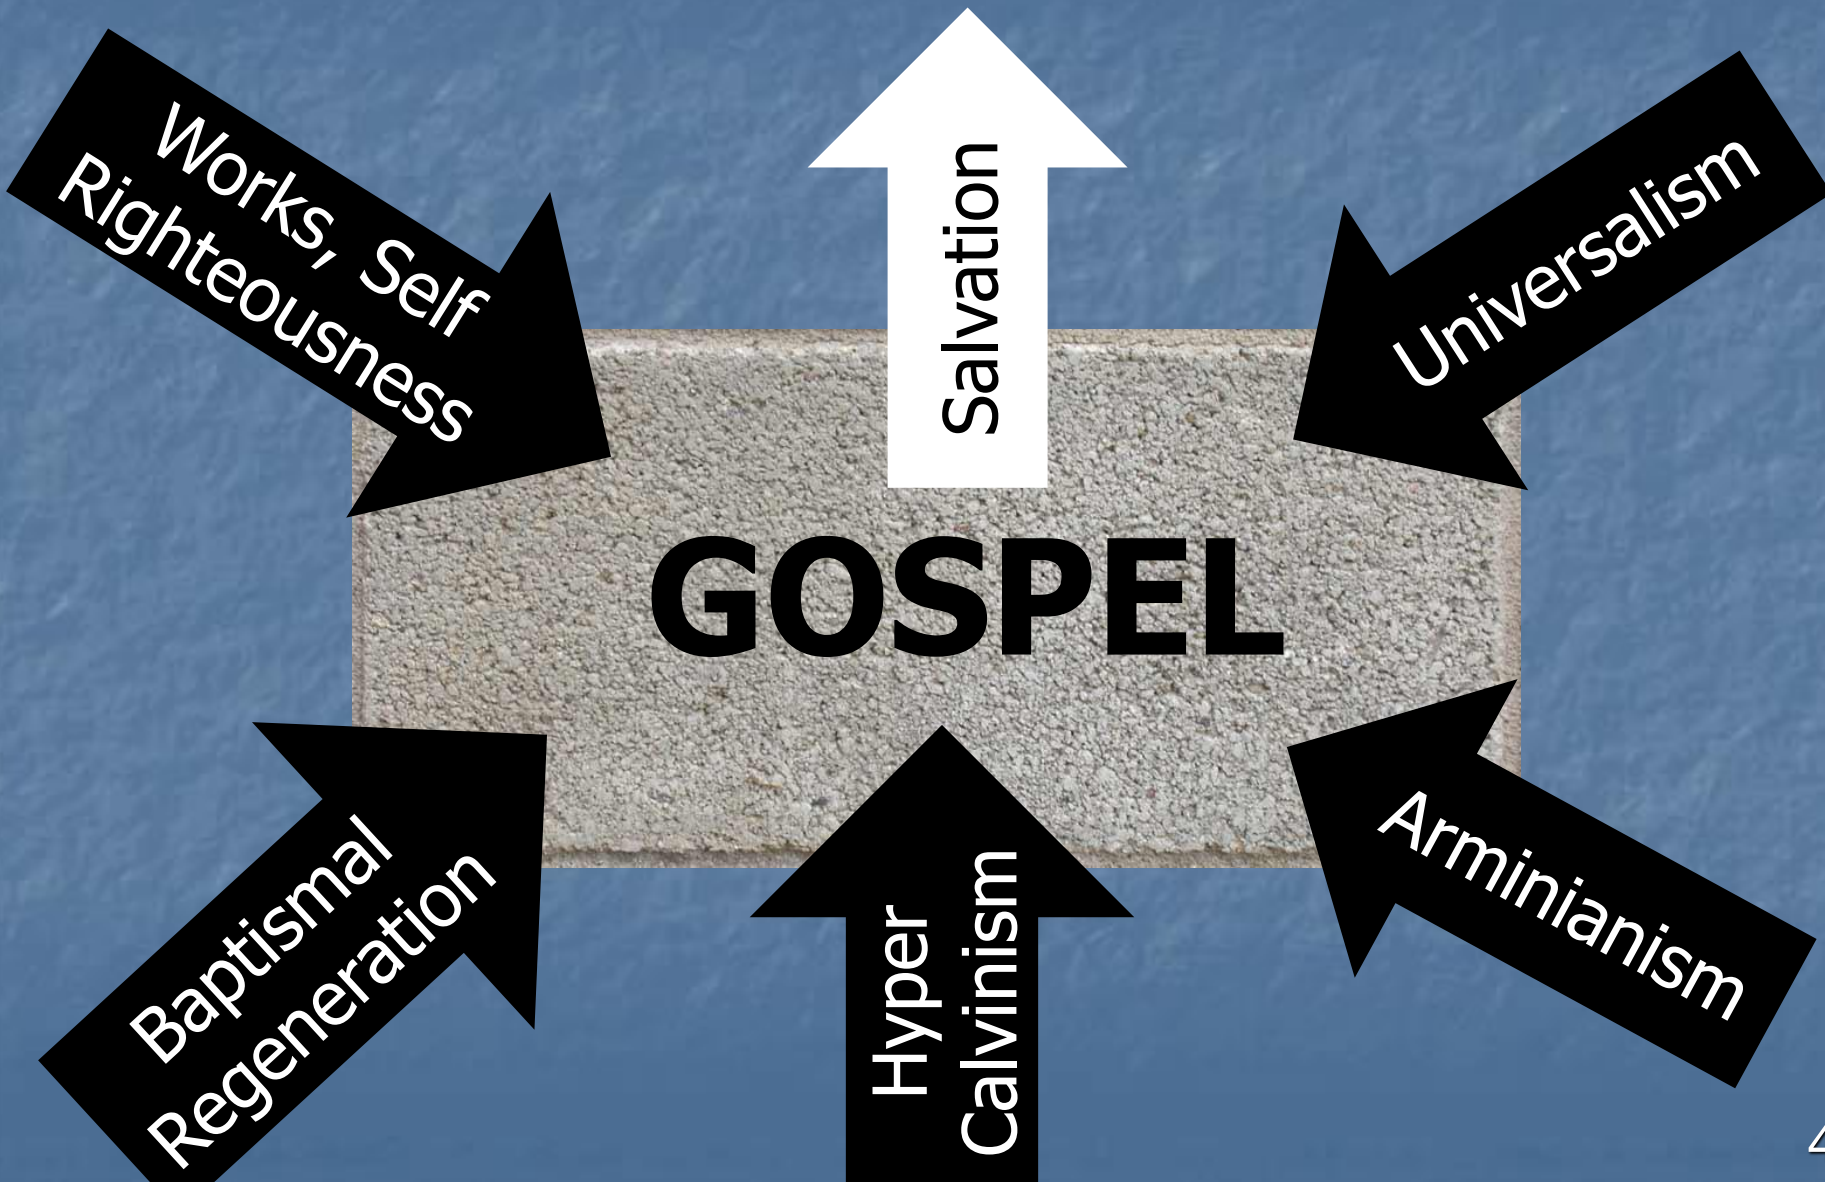 Works, Self
Righteousness
Salvation
Universalism
GOSPEL
Baptismal
Regeneration
Hyper
Calvinism
Arminianism